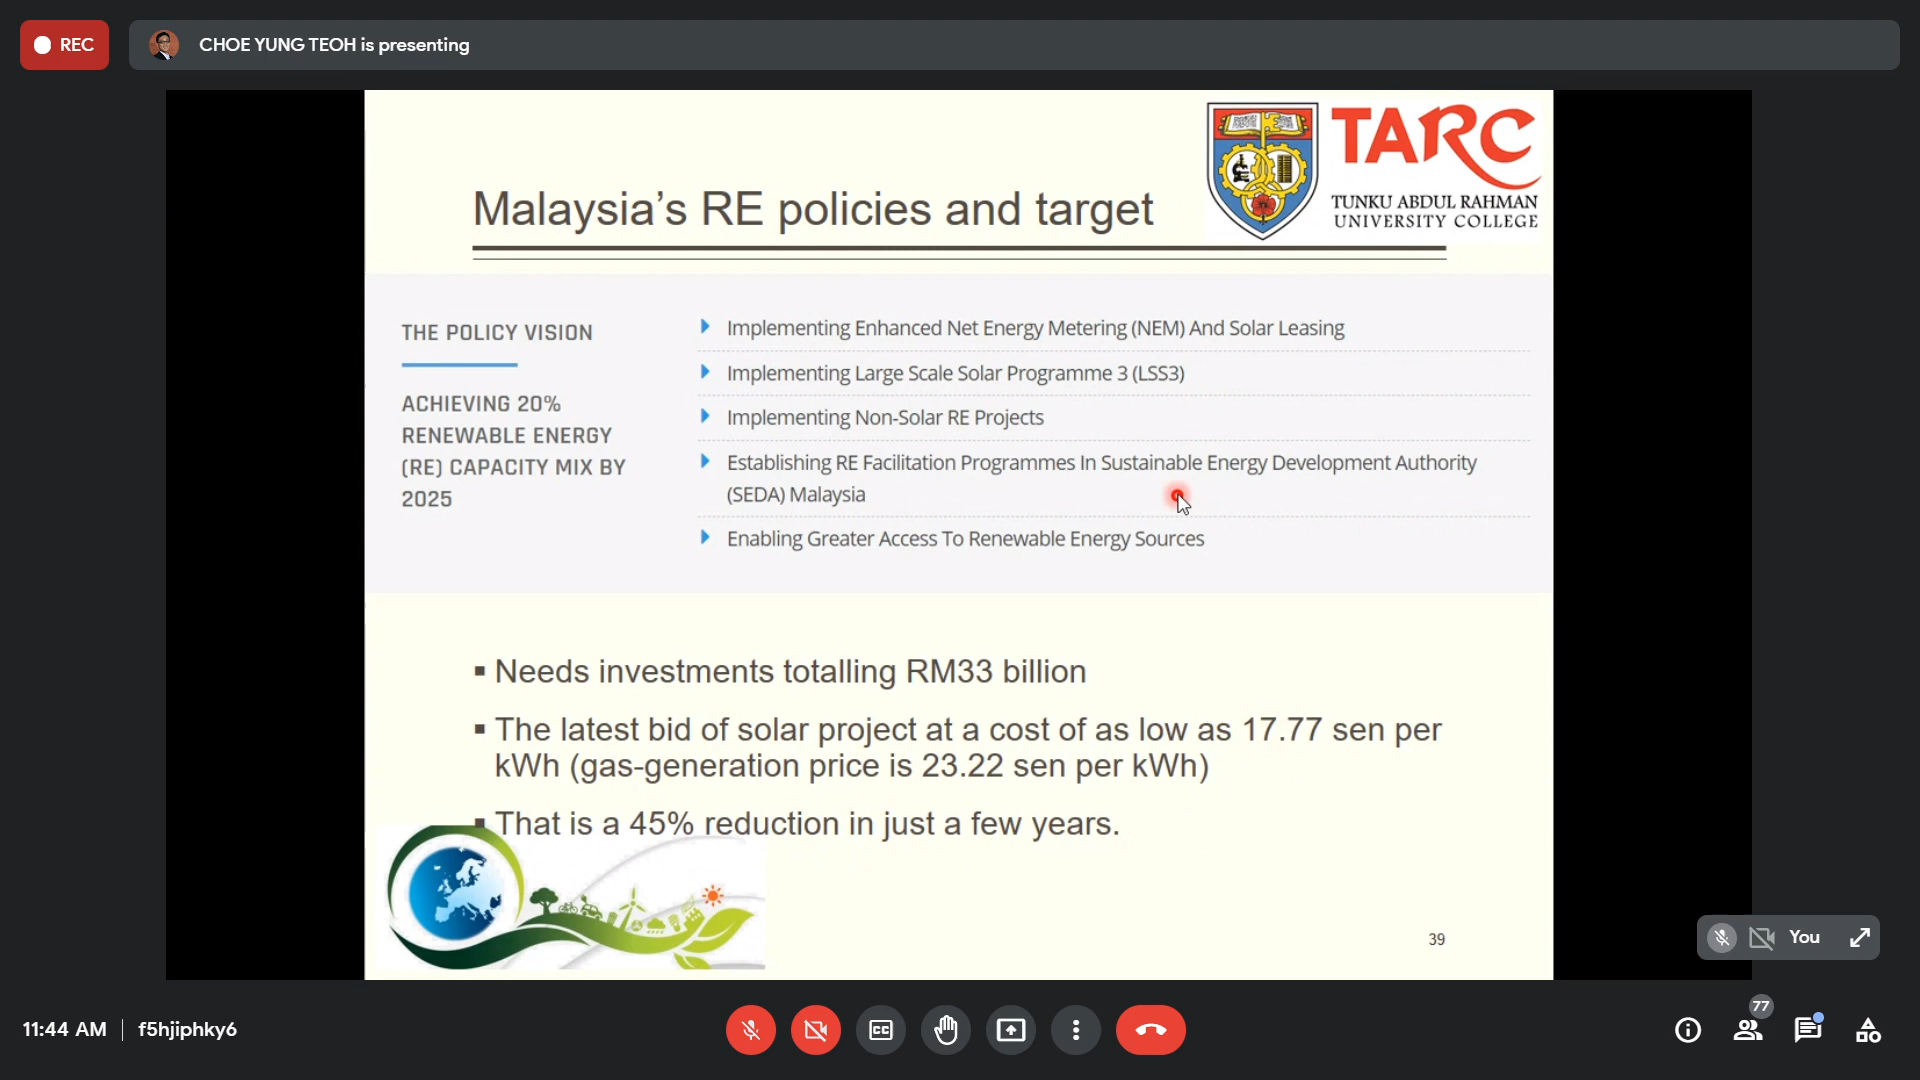 REC
CHOE YUNG TEOH is presenting
TARC
TUNKU ABDUL RAHMAN
UNIVERSITY COLLEGE
Malaysia's RE policies and target
THE POLICY VISION
ACHIEVING 20%
RENEWABLE ENERGY
(RE) CAPACITY MIX BY
2025
Implementing Enhanced Net Energy Metering (NEM) And Solar Leasing
Implementing Large Scale Solar Programme 3 (LSS3)
Implementing Non-Solar RE Projects
Establishing RE Facilitation Programmes In Sustainable Energy Development Authority
(SEDA) Malaysia
Enabling Greater Access To Renewable Energy Sources
▪ Needs investments totalling RM33 billion
▪ The latest bid of solar project at a cost of as low as 17.77 sen per
kWh (gas-generation price is 23.22 sen per kWh)
▪ That is a 45% reduction in just a few years.
39
You
11:44 AM | f5hjiphky6
CC
77